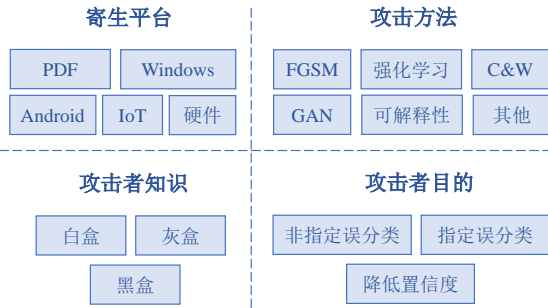 寄生平台
PDF
Windows
Android
IoT
硬件
攻击方法
FGSM
强化学习
C&W
GAN
可解释性
其他
攻击者知识
白盒
灰盒
黑盒
攻击者目的
非指定误分类
指定误分类
降低置信度